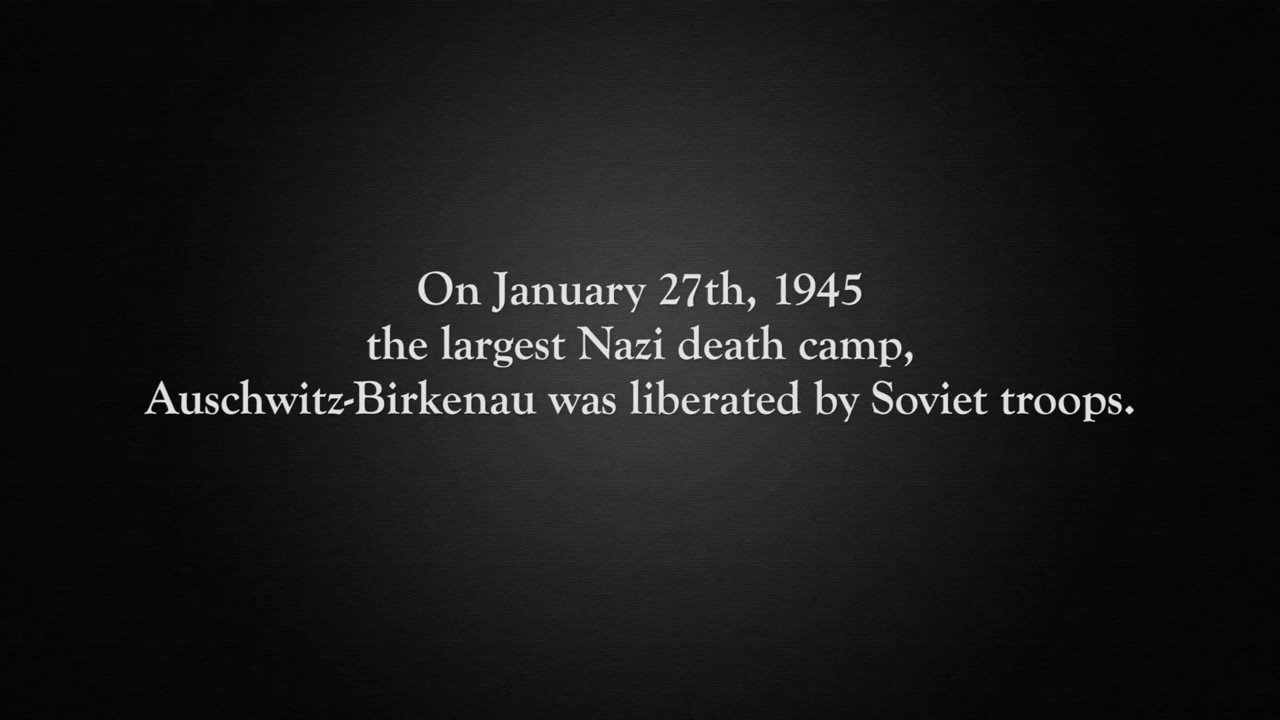 On January 27th, 1945
the largest Nazi death camp,
Auschwitz-Birkenau was liberated by Soviet troops.